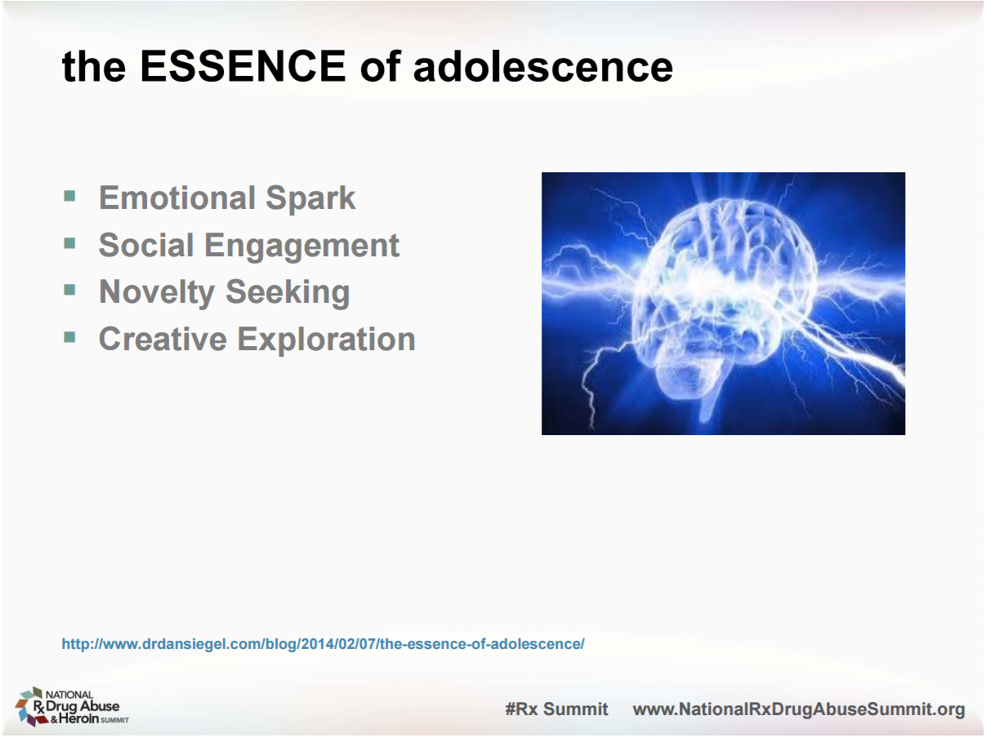 the ESSENCE of adolescence
Emotional Spark
Social Engagement
Novelty Seeking
Creative Exploration
http://www.drdansiegel.com/blog/2014/02/07/the-essence-of-adolescence/
NATIONAL
Rx Drug Abuse
& Heroin SUMMIT
#Rx Summit www.NationalRxDrugAbuseSummit.org